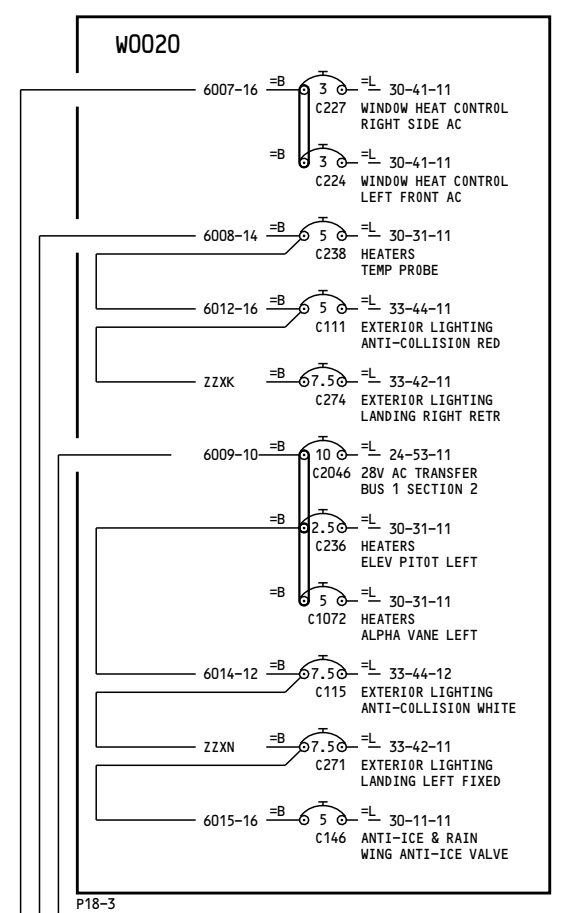 W0020
6007-16 =B 3 =L 30-41-11
C227 WINDOW HEAT CONTROL
RIGHT SIDE AC
=B 3 =L 30-41-11
C224 WINDOW HEAT CONTROL
LEFT FRONT AC
6008-14 =B 5 =L 30-31-11
C238 HEATERS
TEMP PROBE
6012-16 =B 5 =L 33-44-11
C111 EXTERIOR LIGHTING
ANTI-COLLISION RED
ZZXK =B 7.5 =L 33-42-11
C274 EXTERIOR LIGHTING
LANDING RIGHT RETR
6009-10 =B 10 =L 24-53-11
C2046 28V AC TRANSFER
BUS 1 SECTION 2
=B 2.5 =L 30-31-11
C236 HEATERS
ELEV PITOT LEFT
=B 5 =L 30-31-11
C1072 HEATERS
ALPHA VANE LEFT
6014-12 =B 7.5 =L 33-44-12
C115 EXTERIOR LIGHTING
ANTI-COLLISION WHITE
ZZXN =B 7.5 =L 33-42-11
C271 EXTERIOR LIGHTING
LANDING LEFT FIXED
6015-16 =B 5 =L 30-11-11
C146 ANTI-ICE & RAIN
WING ANTI-ICE VALVE
P18-3